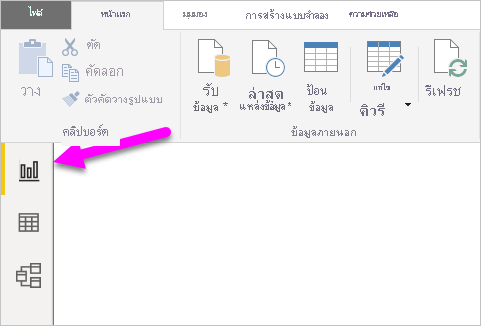 ไฟล์
หน้าแรก
มุมมอง
การสร้างแบบจำลอง
ความช่วยเหลือ
วาง
ตัด
คัดลอก
ตัวคัดวางรูปแบบ
คลิปบอร์ด
รับ
ข้อมูล
ล่าสุด
แหล่งข้อมูล
ป้อน
ข้อมูล
แก้ไข
คิวรี
รีเฟรช
ข้อมูลภายนอก